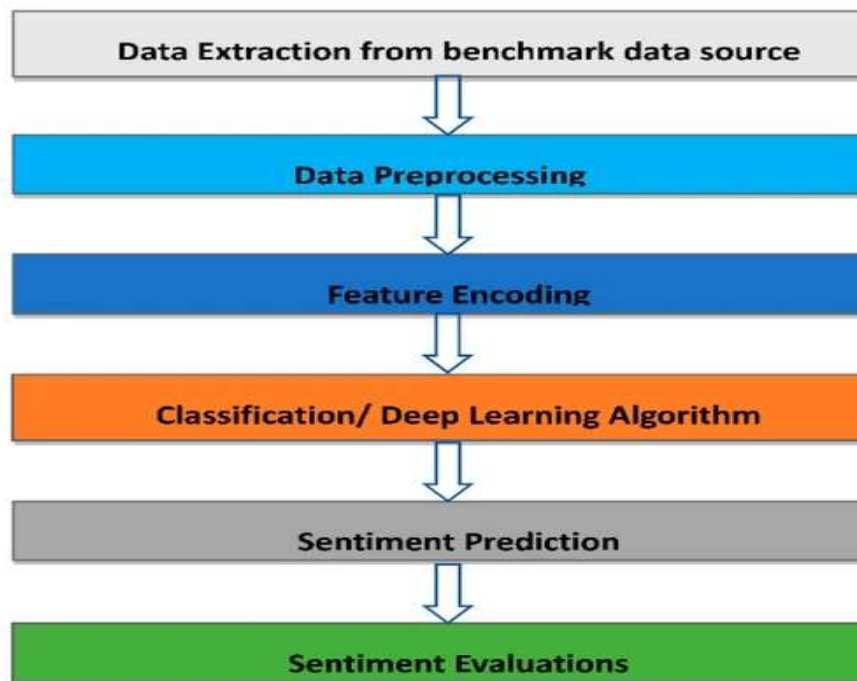 Data Extraction from benchmark data source
Data Preprocessing
Feature Encoding
Classification/ Deep Learning Algorithm
Sentiment Prediction
Sentiment Evaluations